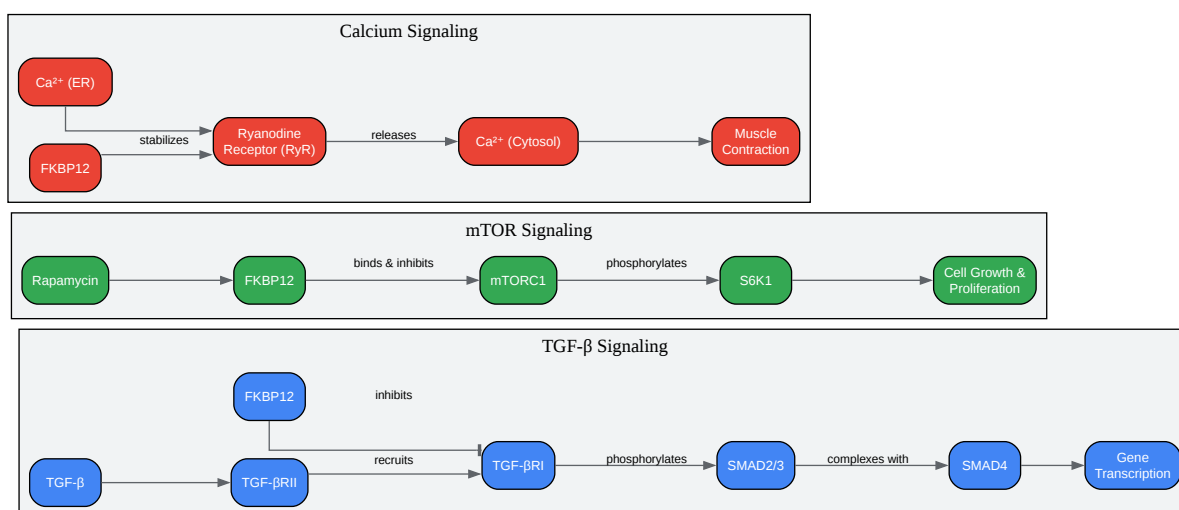 Calcium Signaling
Ca²⁺ (ER)
stabilizes
FKBP12
Ryanodine
Receptor (RyR)
releases
Ca²⁺ (Cytosol)
Muscle
Contraction
mTOR Signaling
Rapamycin
FKBP12
binds & inhibits
mTORC1
phosphorylates
S6K1
Cell Growth &
Proliferation
TGF-β Signaling
FKBP12
inhibits
TGF-β
TGF-βRII
recruits
TGF-βRI
phosphorylates
SMAD2/3
complexes with
SMAD4
Gene
Transcription